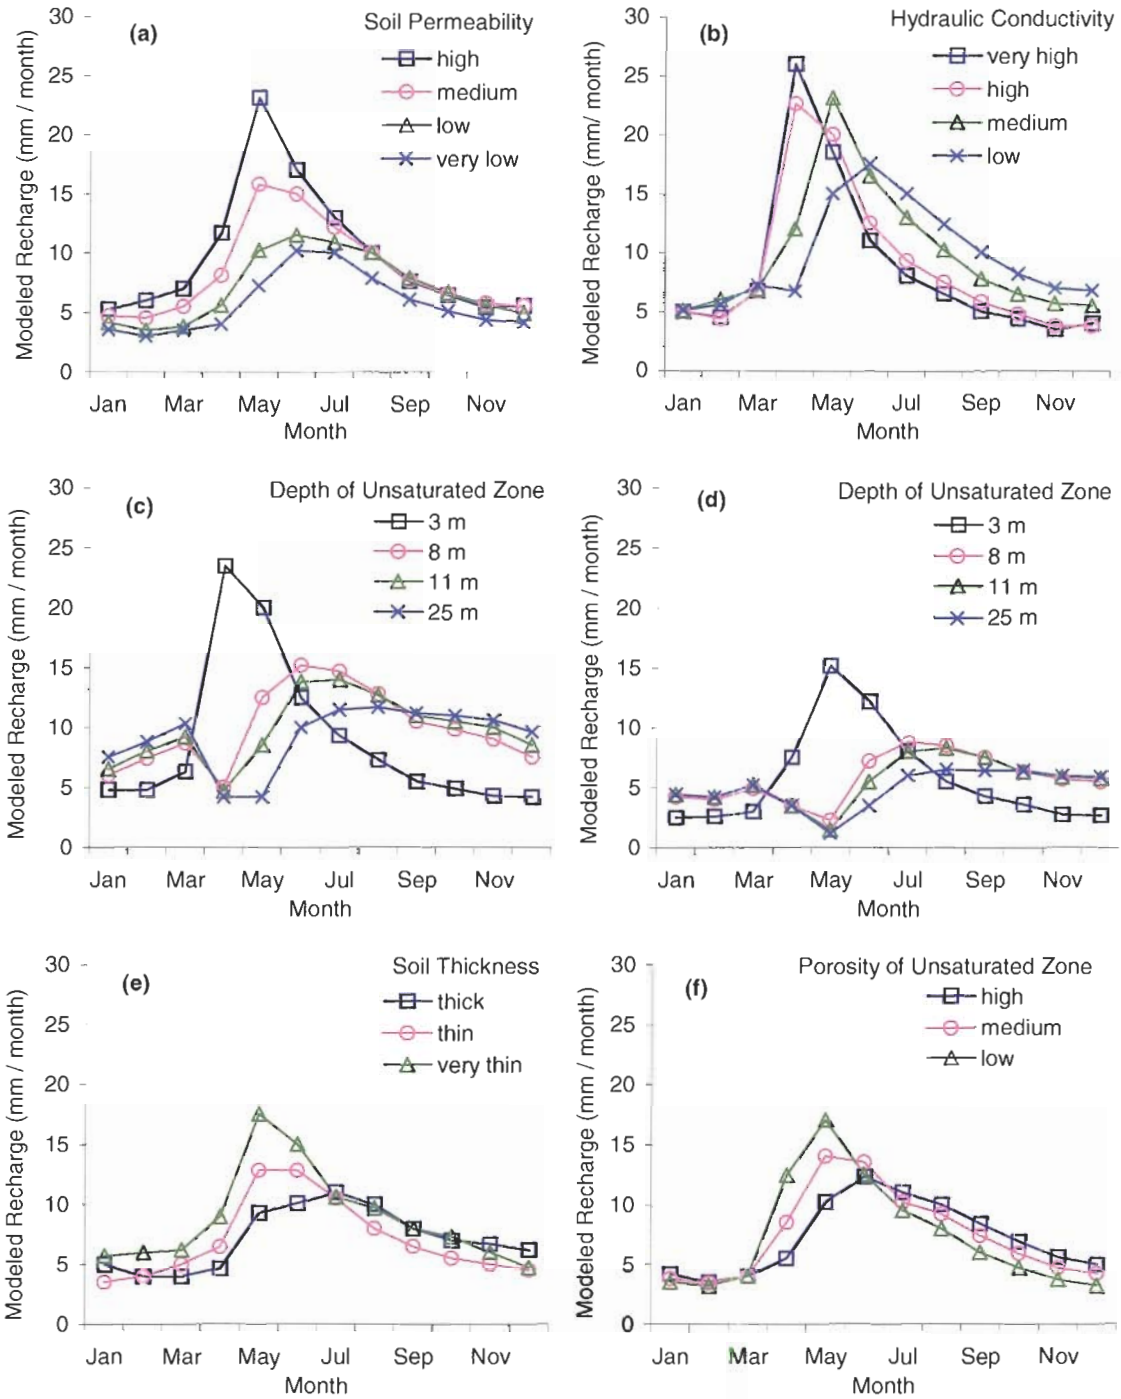 (a)
Soil Permeability
high
medium
low
very low
30
25
20
15
10
5
0
Modeled Recharge (mm / month)
Jan Mar May Jul Sep Nov
Month
(b)
Hydraulic Conductivity
very high
high
medium
low
30
25
20
15
10
5
0
Modeled Recharge (mm/ month)
Jan Mar May Jul Sep Nov
Month
(c)
Depth of Unsaturated Zone
3 m
8 m
11 m
25 m
30
25
20
15
10
5
0
Modeled Recharge (mm / month)
Jan Mar May Jul Sep Nov
Month
(d)
Depth of Unsaturated Zone
3 m
8 m
11 m
25 m
30
25
20
15
10
5
0
Modeled Recharge (mm / month)
Jan Mar May Jul Sep Nov
Month
(e)
Soil Thickness
thick
thin
very thin
30
25
20
15
10
5
0
Modeled Recharge (mm / month)
Jan Mar May Jul Sep Nov
Month
(f)
Porosity of Unsaturated Zone
high
medium
low
30
25
20
15
10
5
0
Modeled Recharge (mm / month)
Jan Mar May Jul Sep Nov
Month